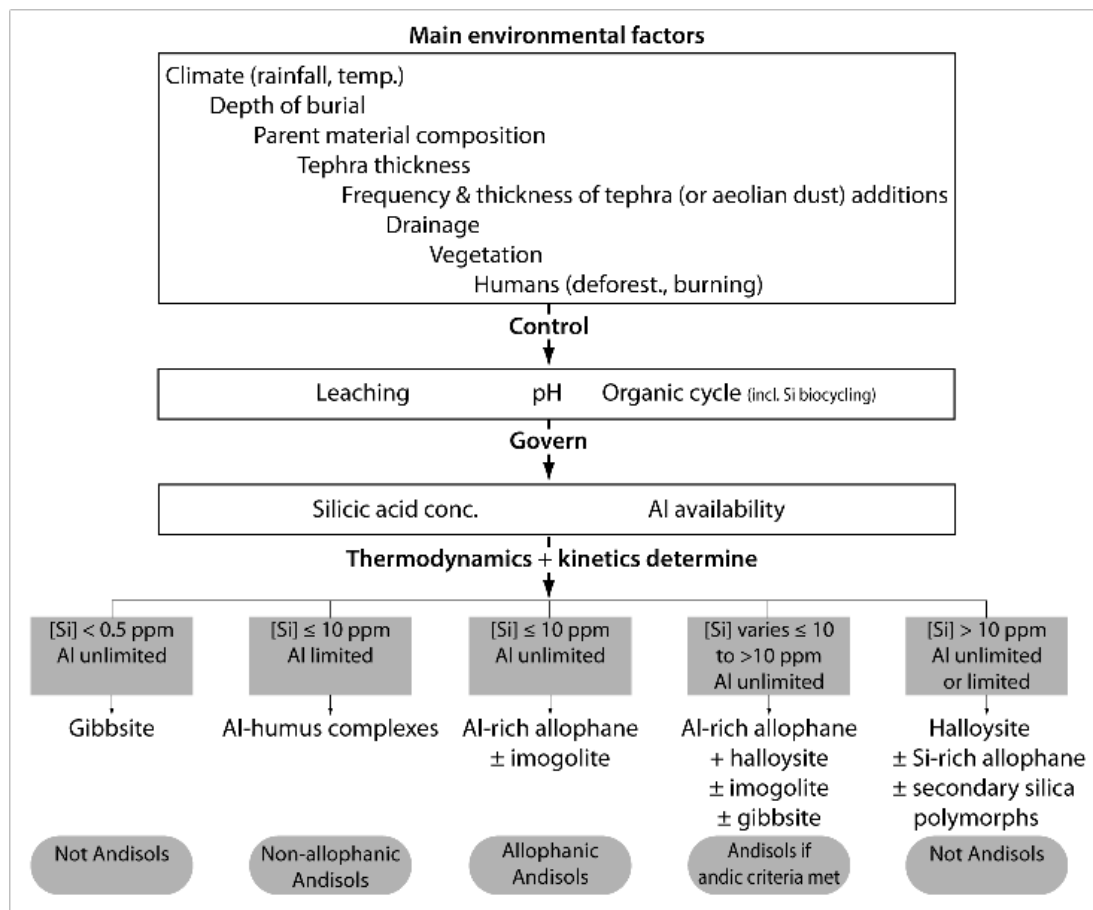 Main environmental factors
Climate (rainfall, temp.)
Depth of burial
Parent material composition
Tephra thickness
Frequency & thickness of tephra (or aeolian dust) additions
Drainage
Vegetation
Humans (deforest., burning)
Control
Leaching pH Organic cycle (incl. Si biocycling)
Govern
Silicic acid conc. Al availability
Thermodynamics + kinetics determine
[Si] < 0.5 ppm
Al unlimited
Gibbsite
Not Andisols
[Si] ≤ 10 ppm
Al limited
Al-humus complexes
Non-allophanic
Andisols
[Si] ≤ 10 ppm
Al unlimited
Al-rich allophane
± imogolite
Allophanic
Andisols
[Si] varies ≤ 10
to >10 ppm
Al unlimited
Al-rich allophane
+ halloysite
± imogolite
± gibbsite
Andisols if
andic criteria met
[Si] > 10 ppm
Al unlimited
or limited
Halloysite
± Si-rich allophane
± secondary silica
polymorphs
Not Andisols